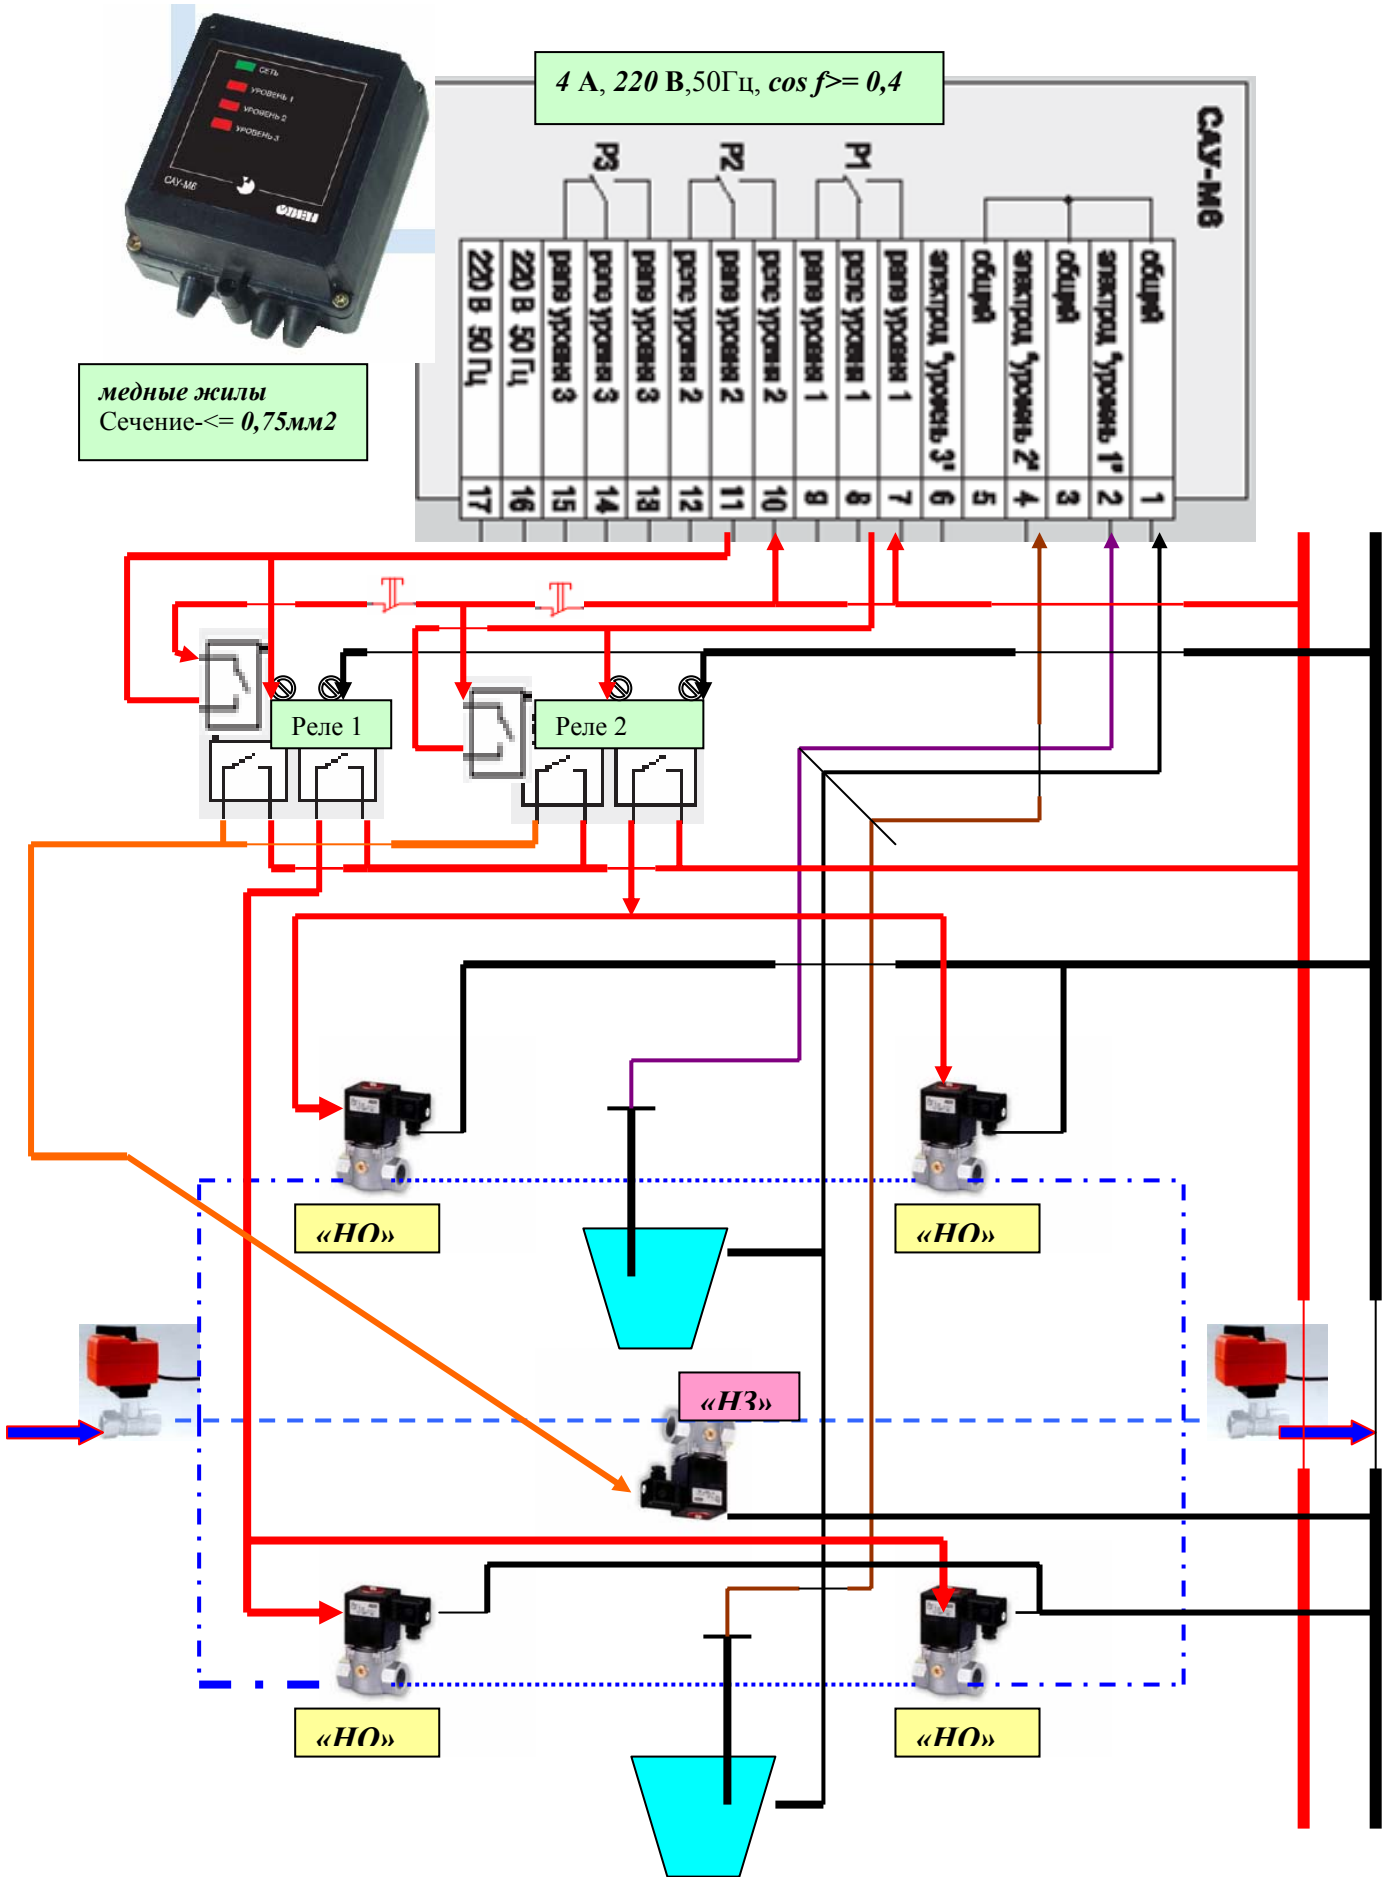 СЕТЬ
УРОВЕНЬ 1
УРОВЕНЬ 2
УРОВЕНЬ 3
САУ-М6
ОВЕН
4 А, 220 В,50Гц, cos f>= 0,4
САУ-М6
P3
P2
P1
220 В 50 Гц
220 В 50 Гц
реле уровня 3
реле уровня 3
реле уровня 3
реле уровня 2
реле уровня 2
реле уровня 2
реле уровня 1
реле уровня 1
реле уровня 1
электрод "уровень 3"
общий
электрод "уровень 2"
общий
электрод "уровень 1"
общий
17
16
15
14
13
12
11
10
9
8
7
6
5
4
3
2
1
медные жилы
Сечение-<= 0,75мм2
Реле 1
Реле 2
«НО»
«НО»
«НЗ»
«НО»
«НО»